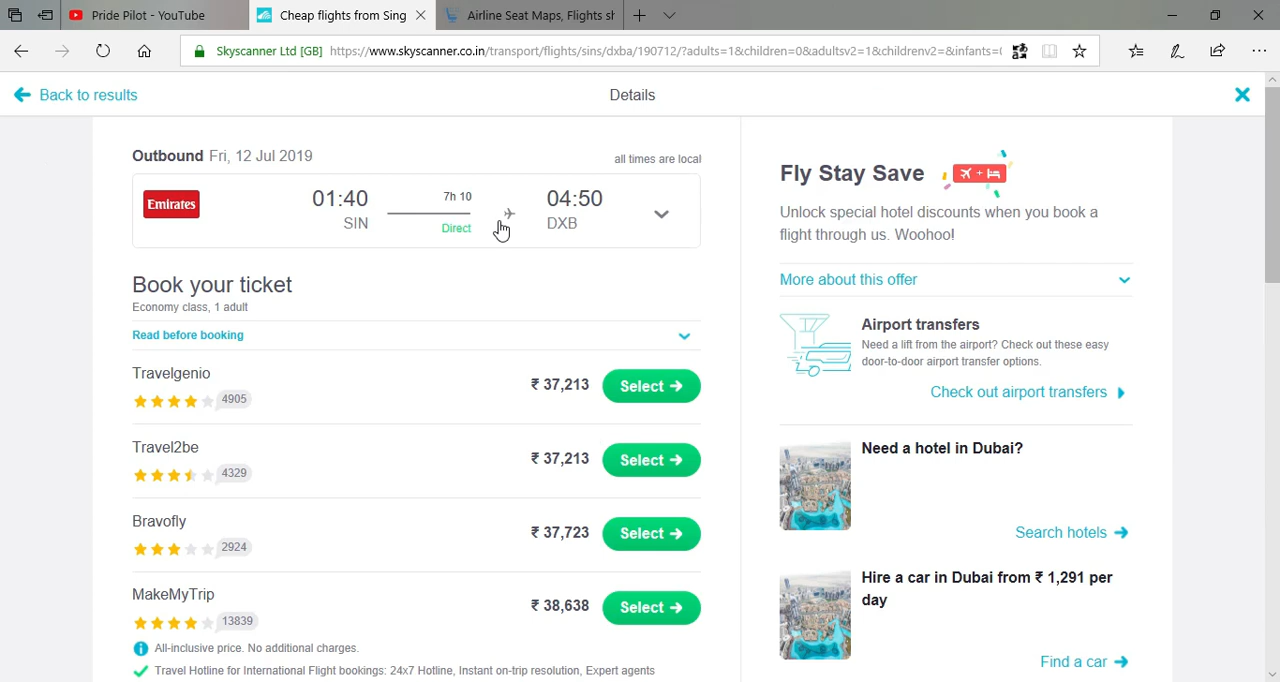 Pride Pilot - YouTube
Cheap flights from Sing
Airline Seat Maps, Flights sh
Skyscanner Ltd [GB] https://www.skyscanner.co.in/transport/flights/sins/dxba/190712/?adults=1&children=0&adultsv2=1&childrenv2=&infants=(
Back to results
Details
Outbound Fri, 12 Jul 2019
all times are local
Emirates
01:40
SIN
7h 10
Direct
04:50
DXB
Book your ticket
Economy class, 1 adult
Read before booking
Travelgenio
4905
₹ 37,213
Select
Travel2be
4329
₹ 37,213
Select
Bravofly
2924
₹ 37,723
Select
MakeMyTrip
13839
₹ 38,638
Select
All-inclusive price. No additional charges.
Travel Hotline for International Flight bookings: 24x7 Hotline, Instant on-trip resolution, Expert agents
Fly Stay Save
Unlock special hotel discounts when you book a
flight through us. Woohoo!
More about this offer
Airport transfers
Need a lift from the airport? Check out these easy
door-to-door airport transfer options.
Check out airport transfers
Need a hotel in Dubai?
Search hotels
Hire a car in Dubai from ₹ 1,291 per
day
Find a car